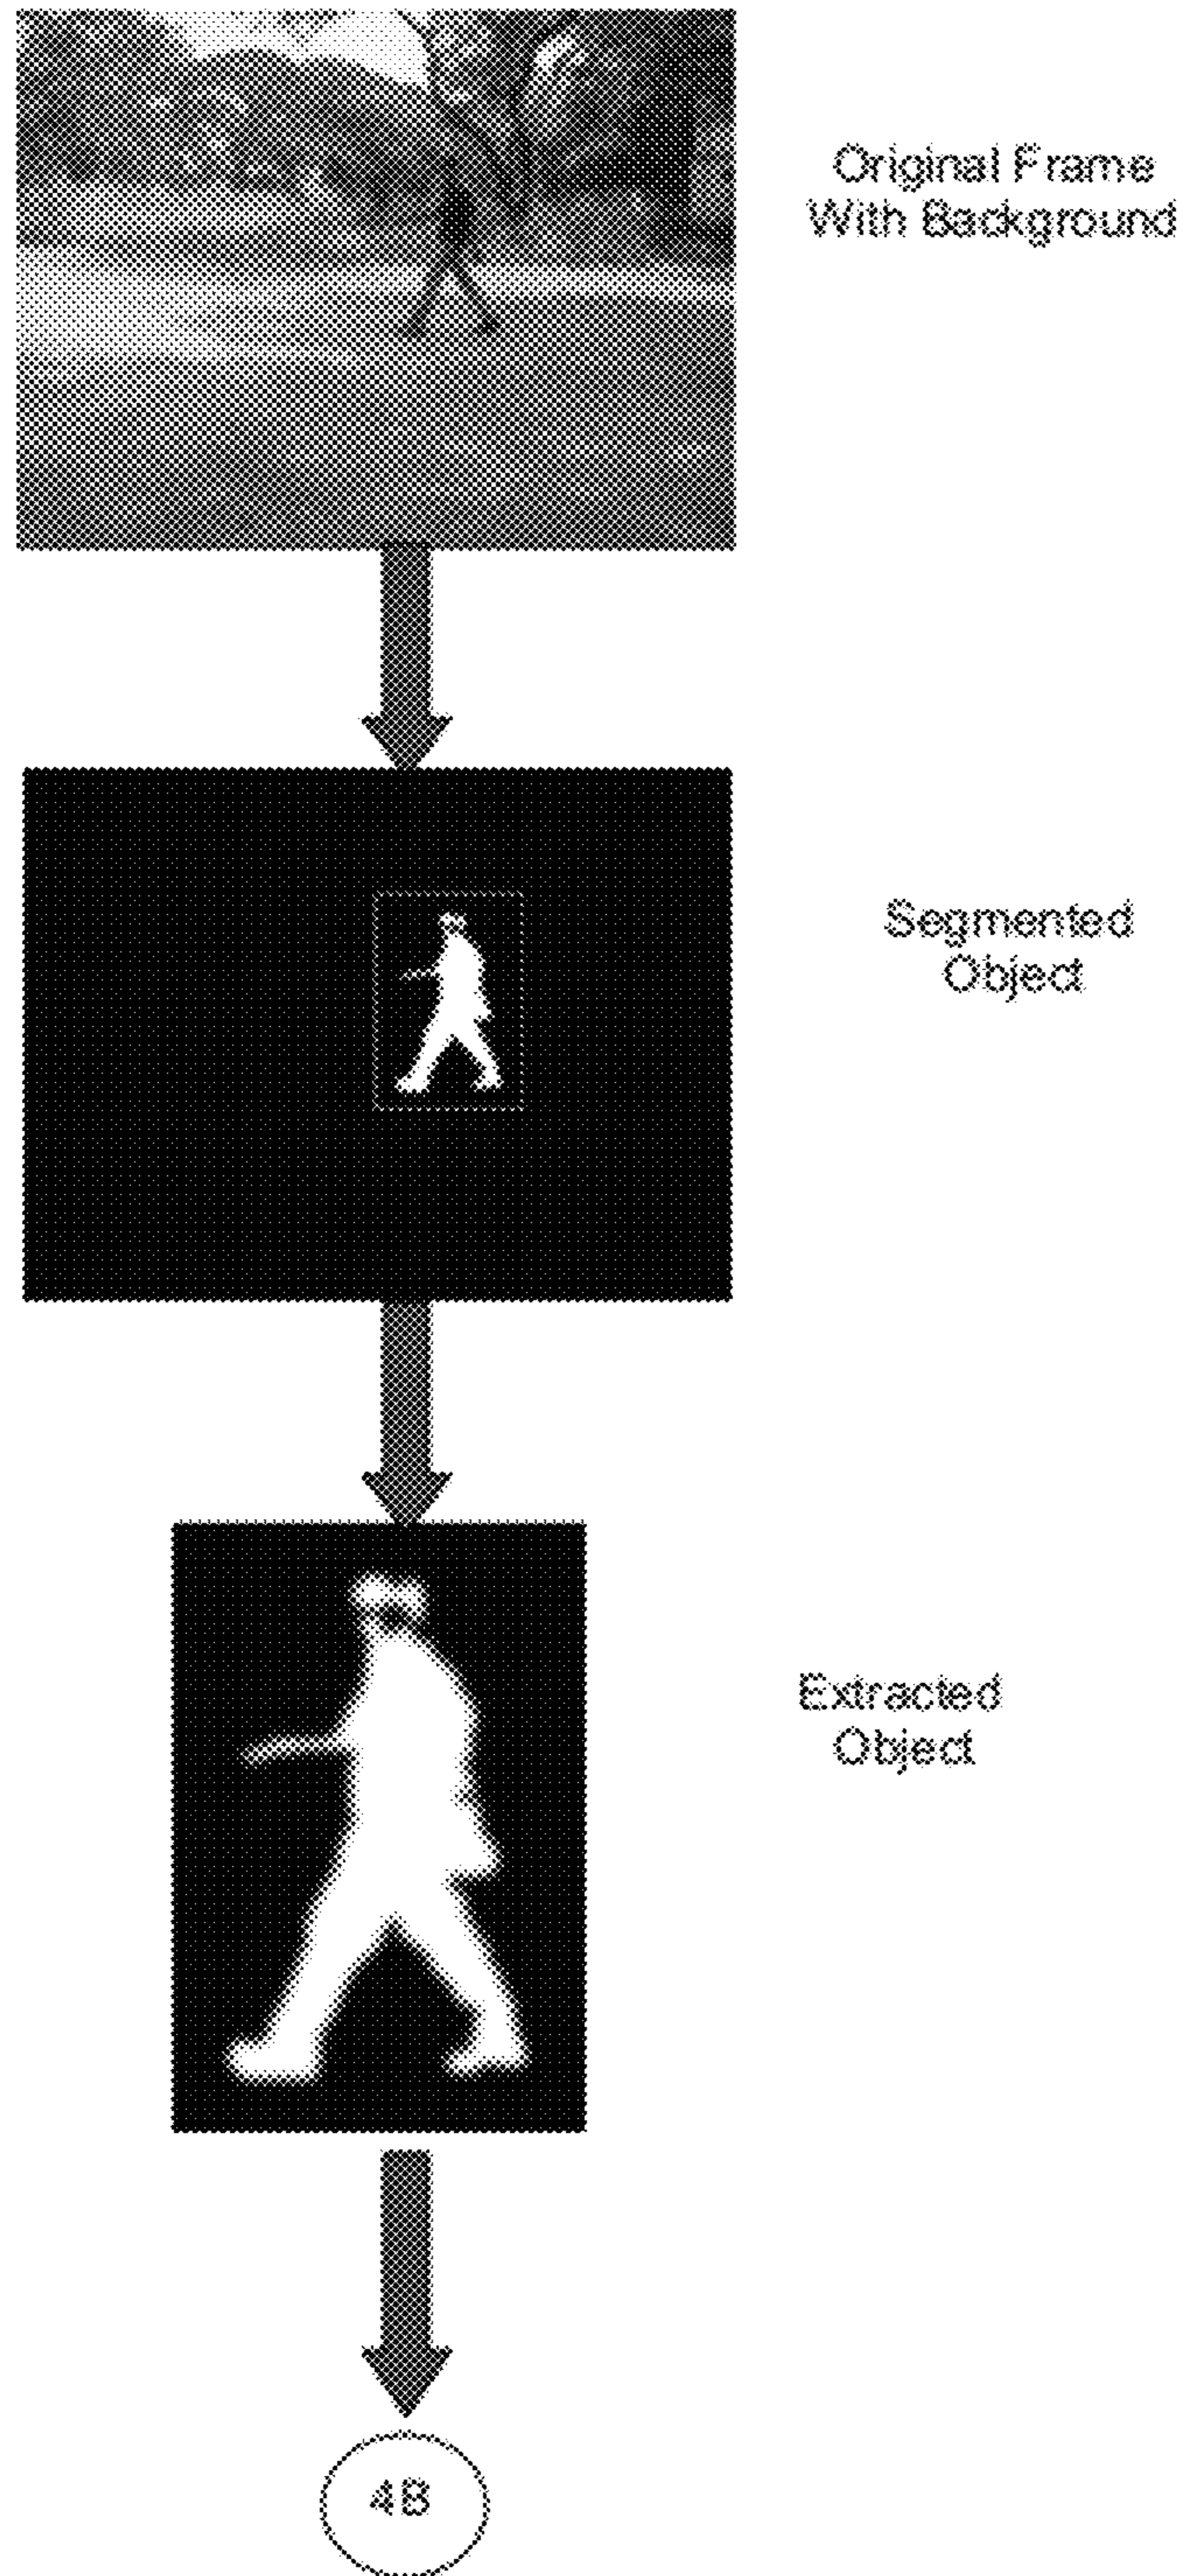 Original Frame
With Background
Segmented
Object
Extracted
Object
4B